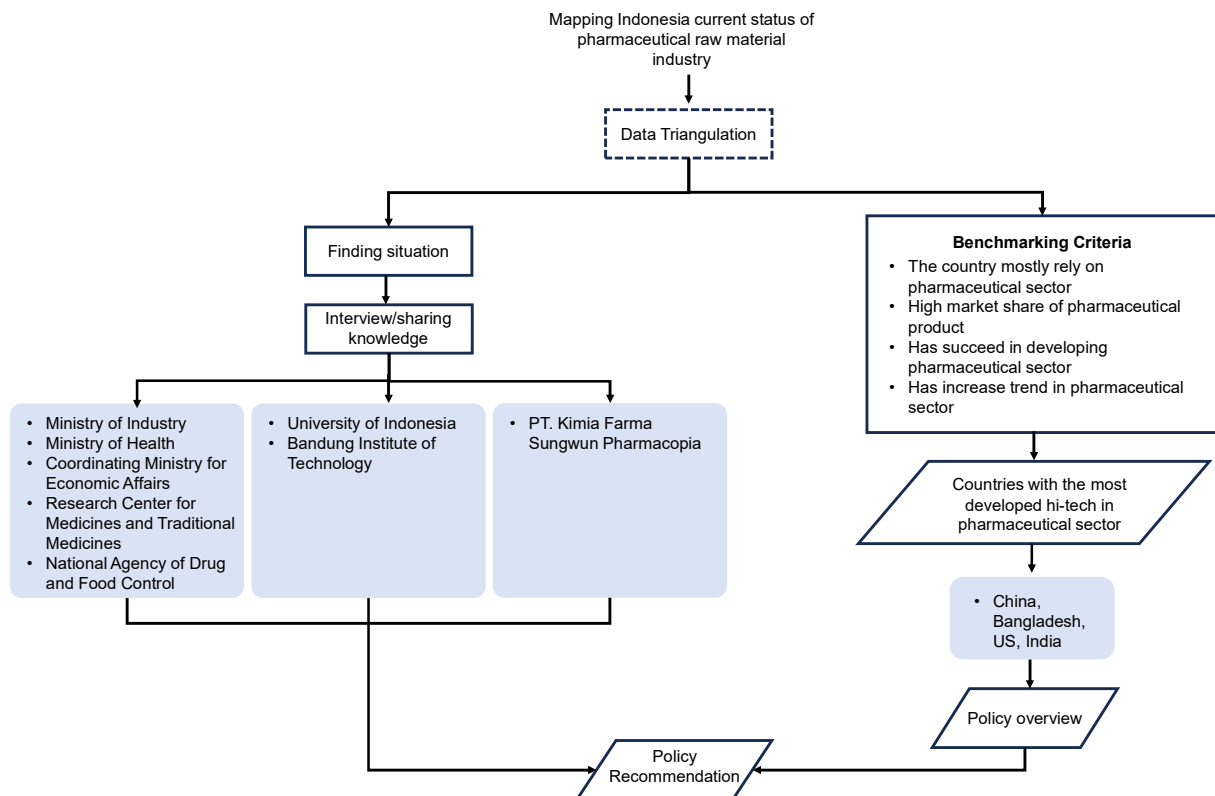 Mapping Indonesia current status of
pharmaceutical raw material
industry
Data Triangulation
Finding situation
Interview/sharing
knowledge
• Ministry of Industry
• Ministry of Health
• Coordinating Ministry for
Economic Affairs
• Research Center for
Medicines and Traditional
Medicines
• National Agency of Drug
and Food Control
• University of Indonesia
• Bandung Institute of
Technology
• PT. Kimia Farma
Sungwun Pharmacopia
Benchmarking Criteria
• The country mostly rely on
pharmaceutical sector
• High market share of pharmaceutical
product
• Has succeed in developing
pharmaceutical sector
• Has increase trend in pharmaceutical
sector
Countries with the most
developed hi-tech in
pharmaceutical sector
• China,
Bangladesh,
US, India
Policy overview
Policy
Recommendation